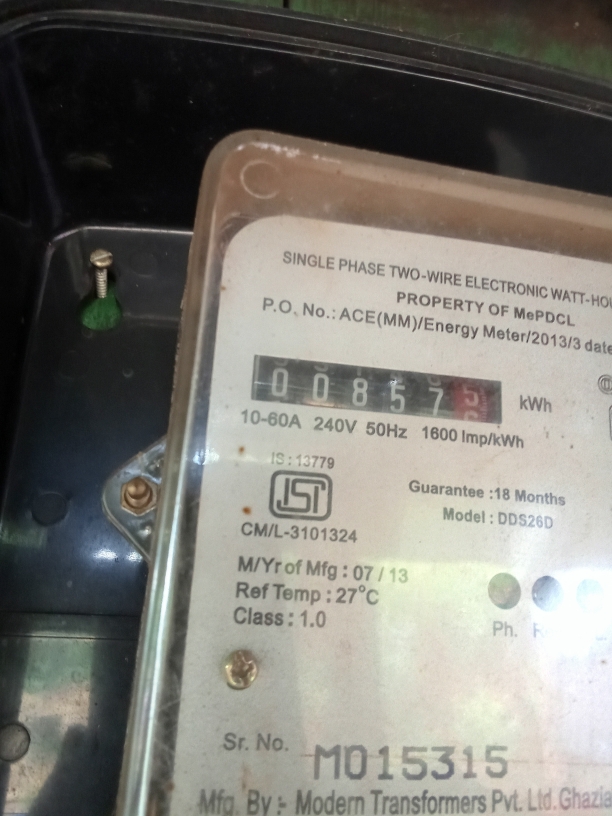 SINGLE PHASE TWO-WIRE ELECTRONIC WATT-HOU
PROPERTY OF MePDCL
P.O. No.: ACE(MM)/Energy Meter/2013/3 date
0 0 8 5 7 5 kWh
10-60A 240V 50Hz 1600 Imp/kWh
IS : 13779
ISI
CM/L-3101324
Guarantee :18 Months
Model : DDS26D
M/Yr of Mfg : 07 / 13
Ref Temp : 27°C
Class : 1.0
Ph.
Sr. No. M015315
Mfg. By :- Modern Transformers Pvt. Ltd. Ghazia